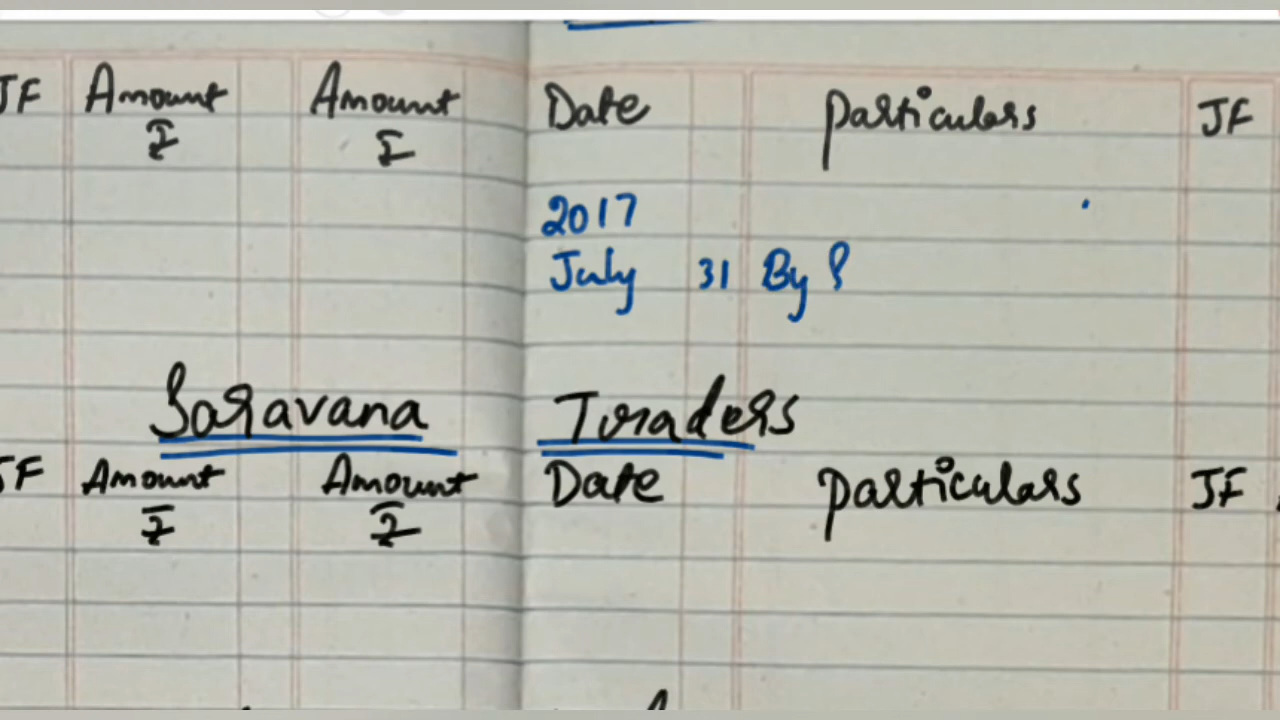 JF Amount ₹ Amount ₹ Date Particulars JF
2017
July 31 By
Saravana Traders
JF Amount ₹ Amount ₹ Date Particulars JF